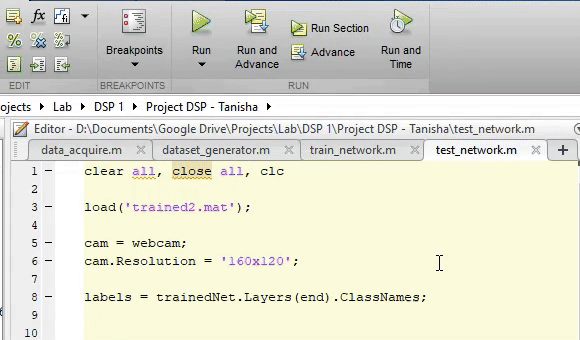 fi
Run Section
Breakpoints
Run
Run and
Advance
Advance
Run and
Time
EDIT
BREAKPOINTS
RUN
ojects ▸ Lab ▸ DSP 1 ▸ Project DSP - Tanisha ▸
Editor - D:\Documents\Google Drive\Projects\Lab\DSP 1\Project DSP - Tanisha\test_network.m
data_acquire.m × dataset_generator.m × train_network.m × test_network.m × +
1 - clear all, close all, clc
2
3 - load('trained2.mat');
4
5 - cam = webcam;
6 - cam.Resolution = '160x120';
7
8 - labels = trainedNet.Layers(end).ClassNames;
9
10